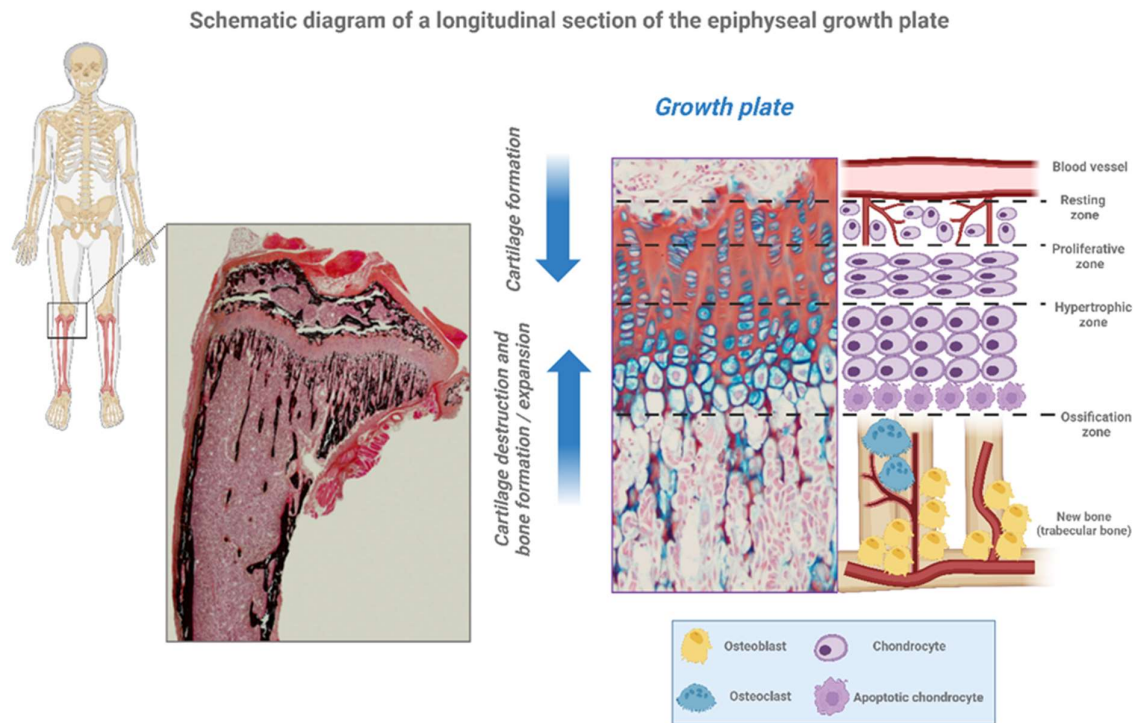 Schematic diagram of a longitudinal section of the epiphyseal growth plate
Growth plate
Cartilage formation
Cartilage destruction and
bone formation / expansion
Blood vessel
Resting
zone
Proliferative
zone
Hypertrophic
zone
Ossification
zone
New bone
(trabecular bone)
Osteoblast
Chondrocyte
Osteoclast
Apoptotic chondrocyte